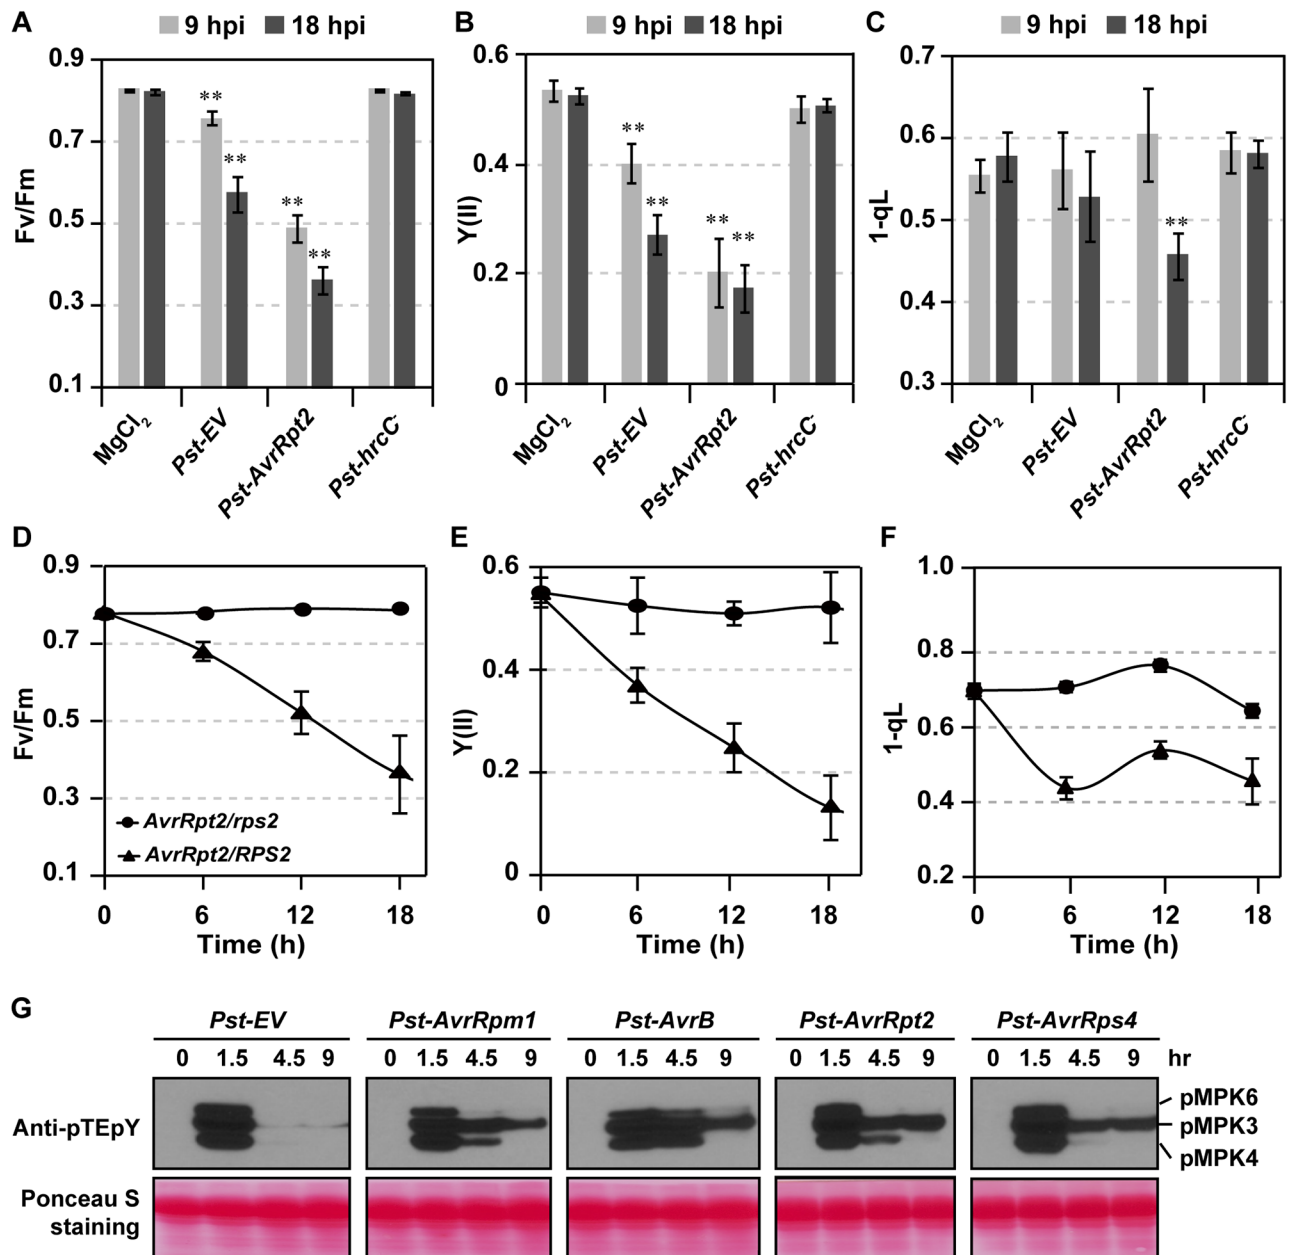 A 9 hpi 18 hpi B 9 hpi 18 hpi C 9 hpi 18 hpi
0.9 0.6 0.7
** ** ** **
0.7 0.4 0.6
** ** ** ** **
0.5 0.2 0.5
0.3 0.4
0.1 0 0.3
Fv/Fm Y(II) 1-qL
MgCl₂ Pst-EV Pst-AvrRpt2 Pst-hrcC⁻ MgCl₂ Pst-EV Pst-AvrRpt2 Pst-hrcC⁻ MgCl₂ Pst-EV Pst-AvrRpt2 Pst-hrcC⁻
D E F
0.9 0.6 1.0
0.7 0.4 0.8
0.5 0.2 0.6
0.3 0.4
0.1 0 0.2
Fv/Fm Y(II) 1-qL
AvrRpt2/rps2
AvrRpt2/RPS2
0 6 12 18 0 6 12 18 0 6 12 18
Time (h) Time (h) Time (h)
G
Pst-EV Pst-AvrRpm1 Pst-AvrB Pst-AvrRpt2 Pst-AvrRps4
0 1.5 4.5 9 0 1.5 4.5 9 0 1.5 4.5 9 0 1.5 4.5 9 0 1.5 4.5 9 hr
pMPK6
Anti-pTEpY pMPK3
pMPK4
Ponceau S
staining